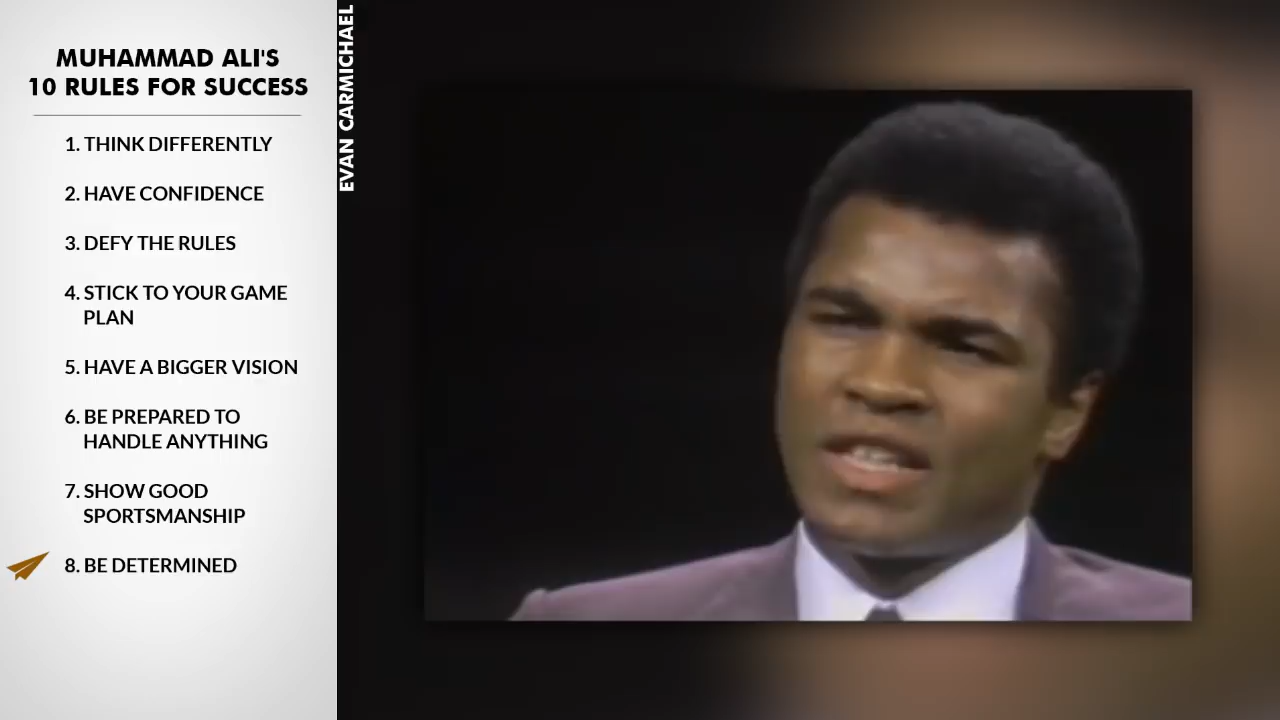 MUHAMMAD ALI'S
10 RULES FOR SUCCESS
1. THINK DIFFERENTLY
2. HAVE CONFIDENCE
3. DEFY THE RULES
4. STICK TO YOUR GAME
PLAN
5. HAVE A BIGGER VISION
6. BE PREPARED TO
HANDLE ANYTHING
7. SHOW GOOD
SPORTSMANSHIP
8. BE DETERMINED
EVAN CARMICHAEL